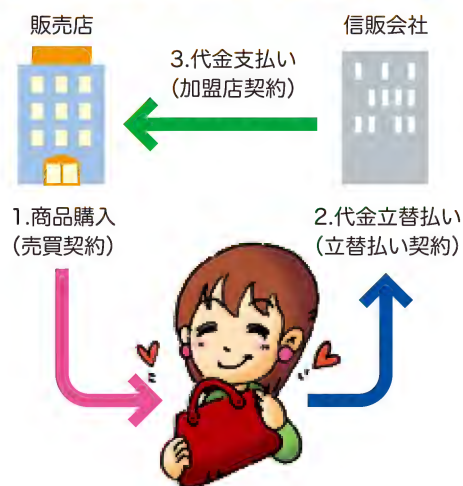 販売店
信販会社
3.代金支払い
(加盟店契約)
1.商品購入
(売買契約)
2.代金立替払い
(立替払い契約)